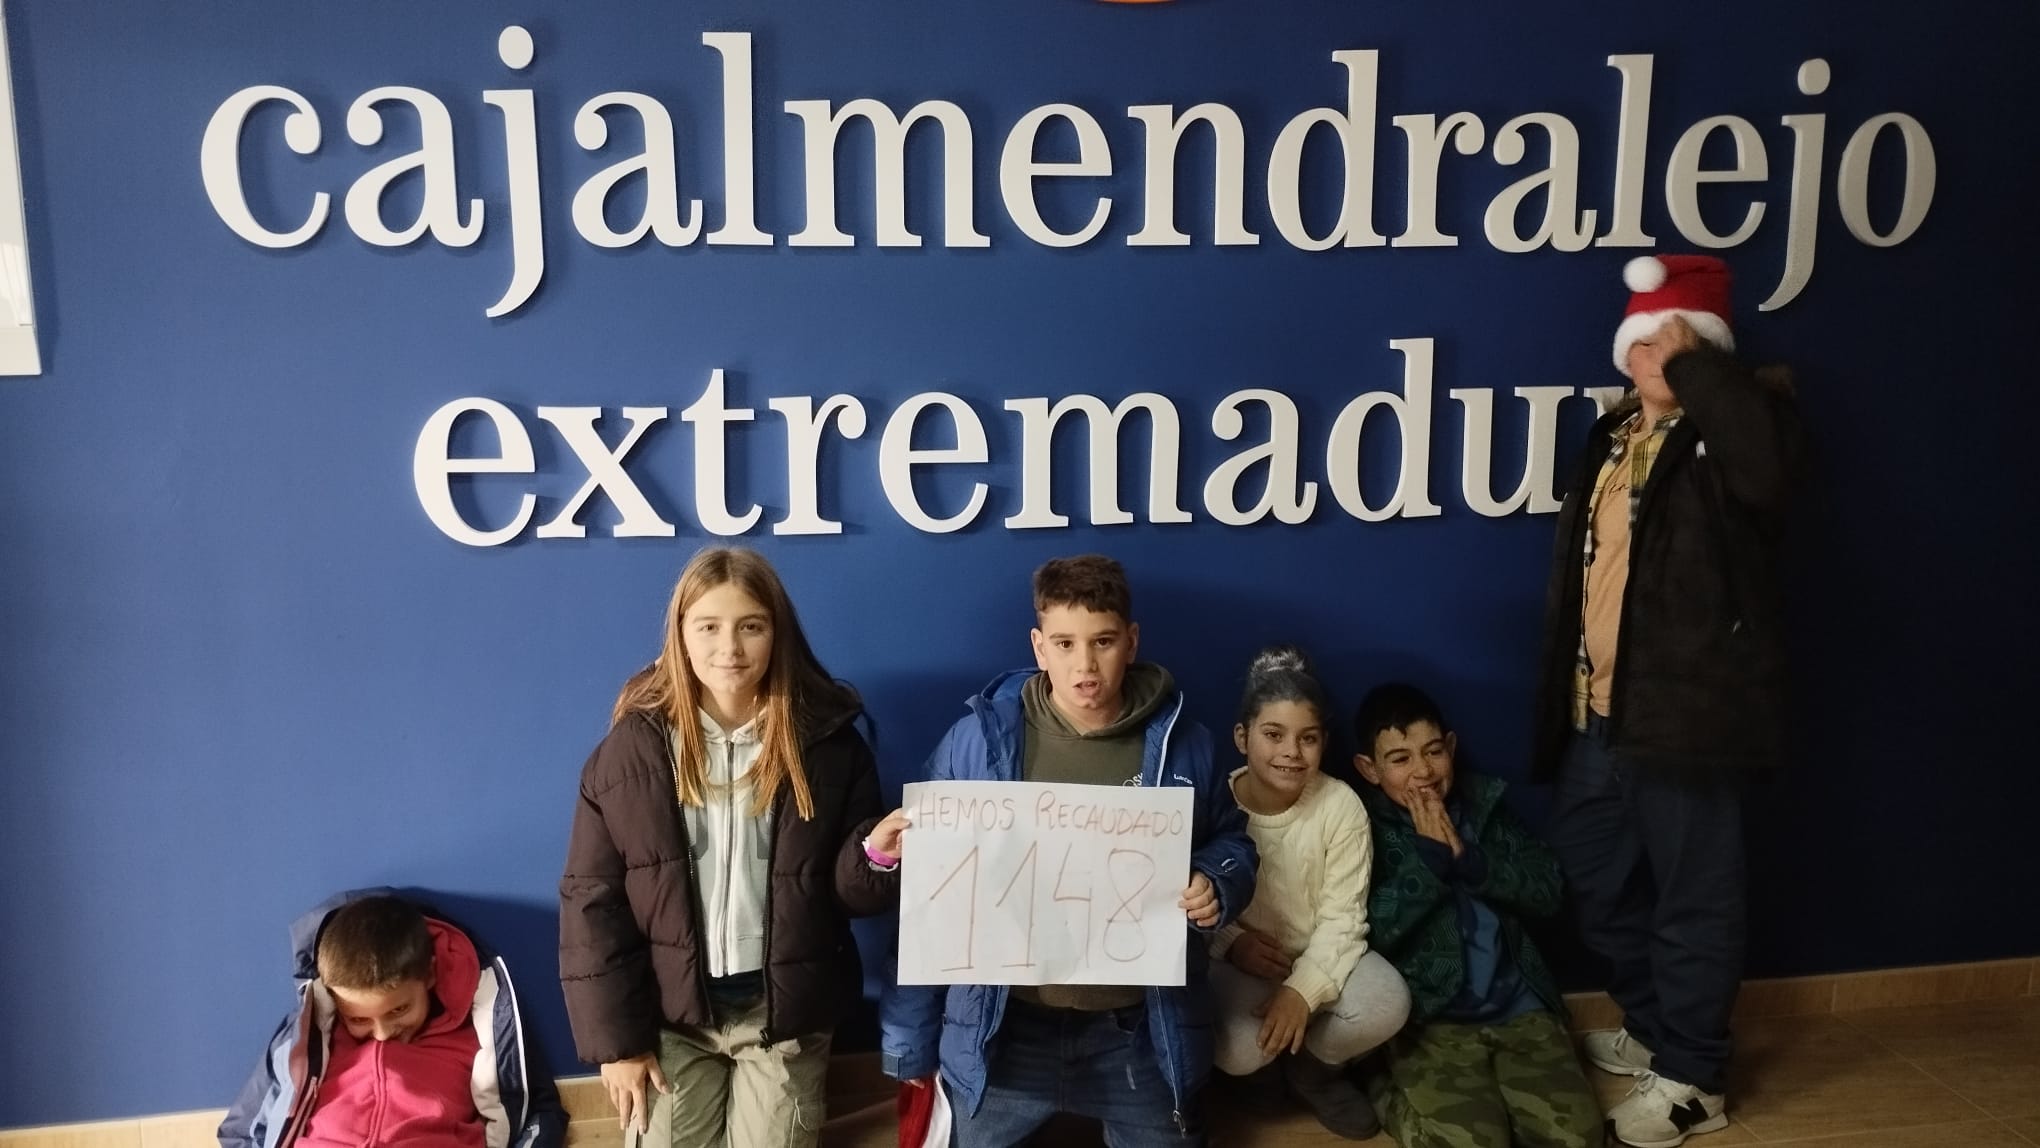 cajalmendralejo
extremadu
HEMOS RECAUDADO
1148